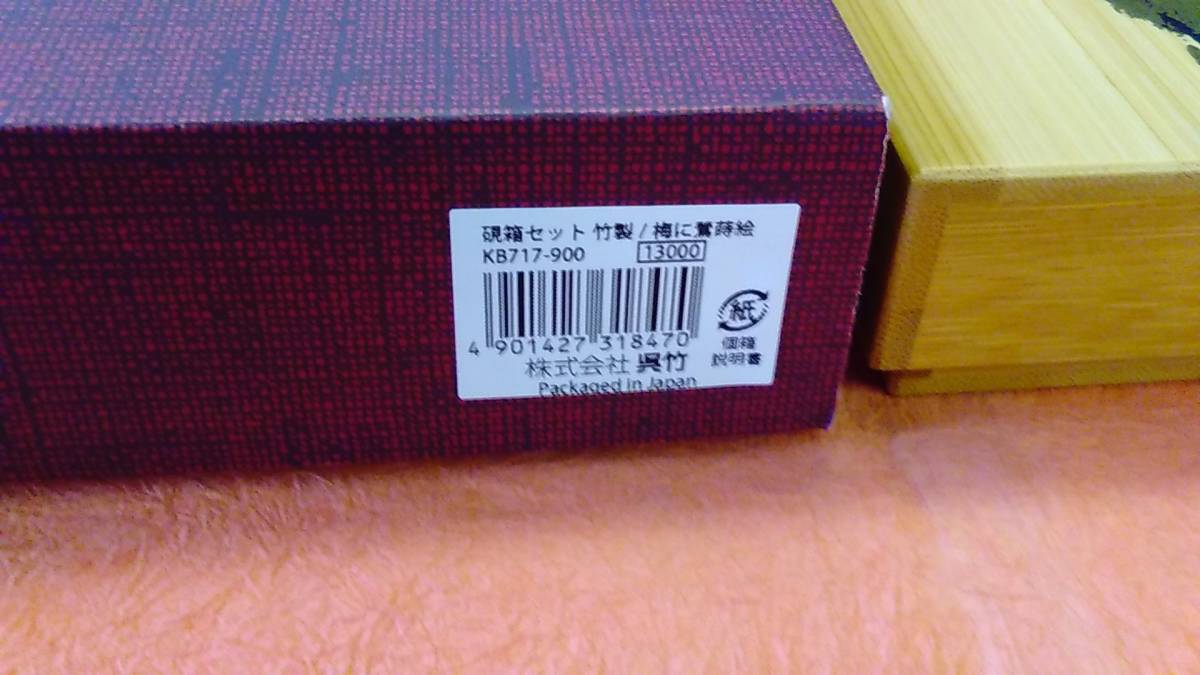 硯箱セット 竹製 / 梅に鶯蒔絵
KB717-900 13000
4 901427 318470
紙
個箱
説明書
株式会社 呉竹
Packaged in Japan